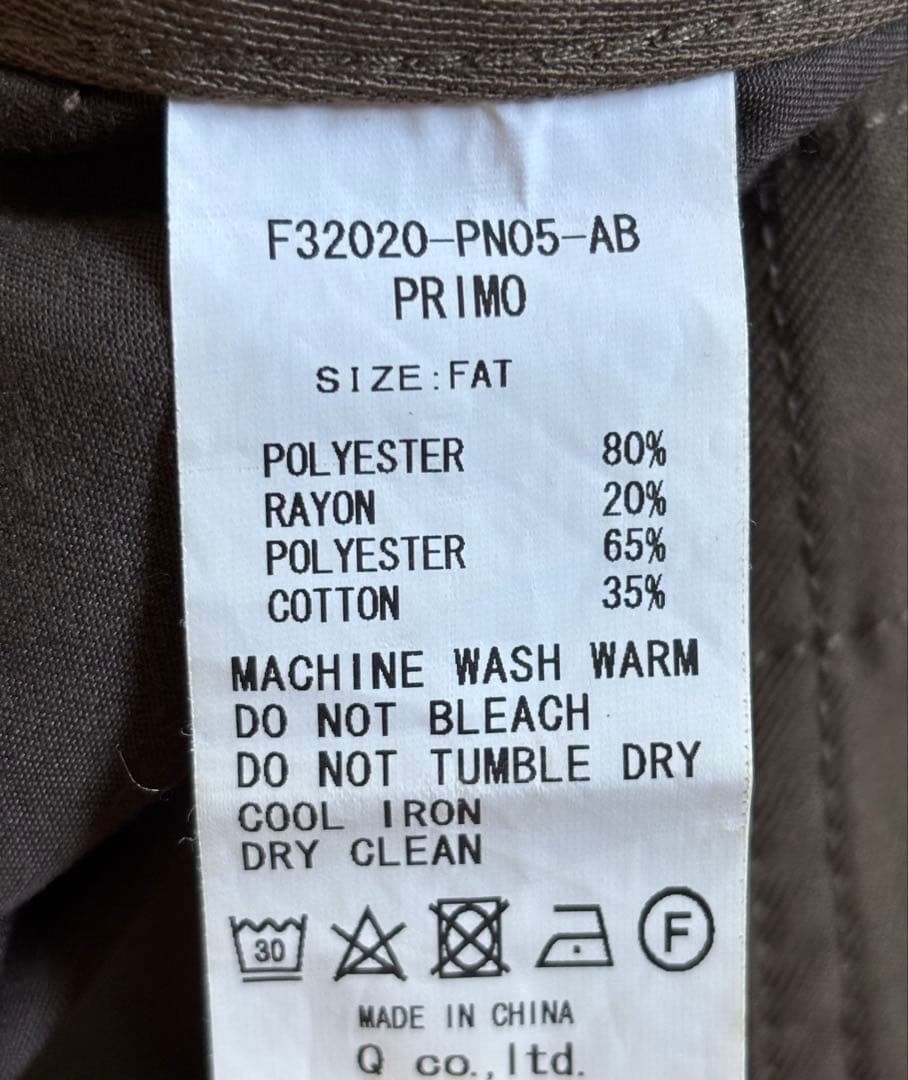 F32020-PN05-AB
PRIMO
SIZE:FAT
POLYESTER 80%
RAYON 20%
POLYESTER 65%
COTTON 35%
MACHINE WASH WARM
DO NOT BLEACH
DO NOT TUMBLE DRY
COOL IRON
DRY CLEAN
30 F
MADE IN CHINA
Q co.,ltd.